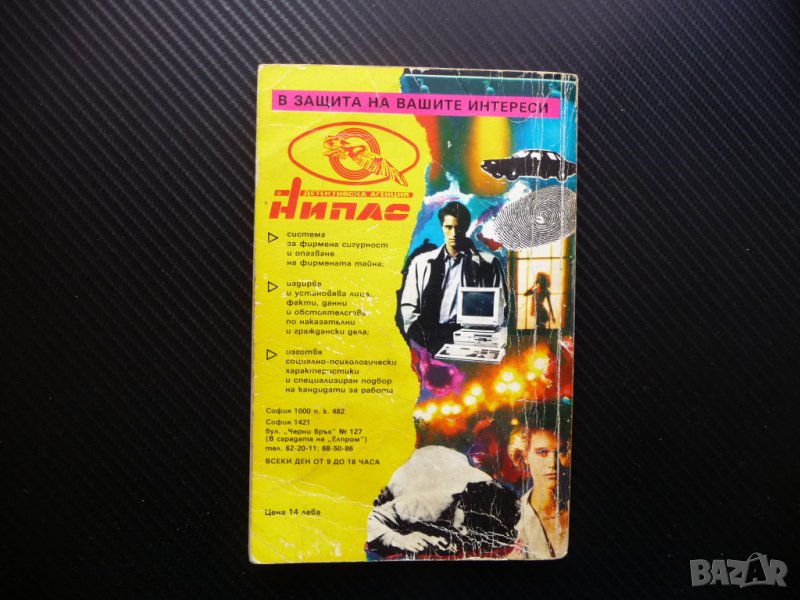 В ЗАЩИТА НА ВАШИТЕ ИНТЕРЕСИ
ДЕТЕКТИВСКА АГЕНЦИЯ
НИПАС
система
за фирмена сигурност
и опазване
на фирмената тайна;
издирва
и установява лица,
факти, данни
и обстоятелства
по наказателни
и граждански дела;
изготвя
социално-психологически
характеристики
и специализиран подбор
на кандидати за работа
София 1000 п. к. 482
София 1421
бул. „Черни връх" № 127
(В сградата на „Елпром")
тел. 62-20-11; 68-50-86
ВСЕКИ ДЕН ОТ 9 ДО 18 ЧАСА
Цена 14 лева
BAZAR